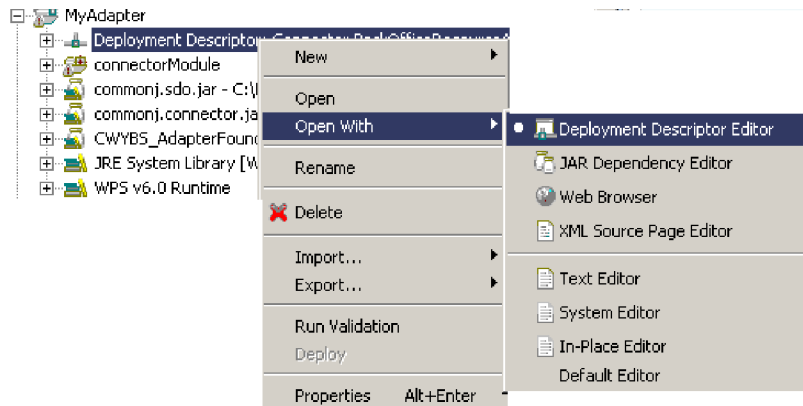 MyAdapter
Deployment Descriptor: Connector
New
connectorModule
commonj.sdo.jar - C:\
Open
commonj.connector.ja
Open With
Deployment Descriptor Editor
CWYBS_AdapterFound
JRE System Library [W
Rename
JAR Dependency Editor
WPS v6.0 Runtime
Web Browser
Delete
XML Source Page Editor
Import...
Text Editor
Export...
System Editor
Run Validation
In-Place Editor
Deploy
Default Editor
Properties Alt+Enter